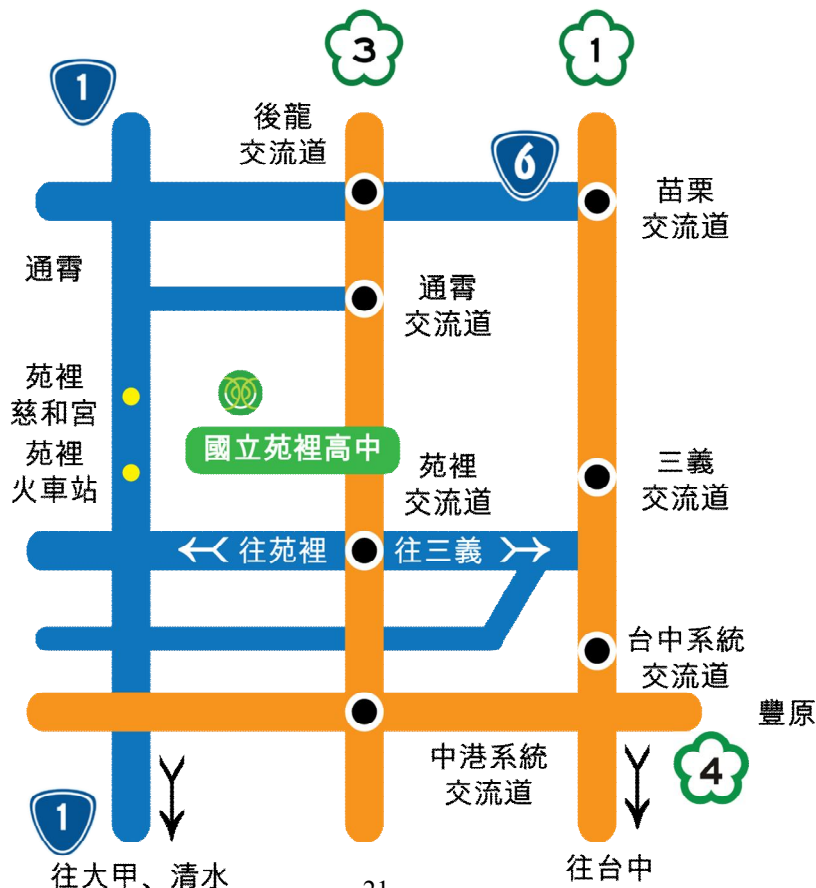 3
1
1
後龍
交流道
6
苗栗
交流道
通霄
通霄
交流道
苑裡
慈和宮
國立苑裡高中
苑裡
火車站
苑裡
交流道
三義
交流道
往苑裡
往三義
台中系統
交流道
豐原
中港系統
交流道
4
1
往大甲、清水
21
往台中